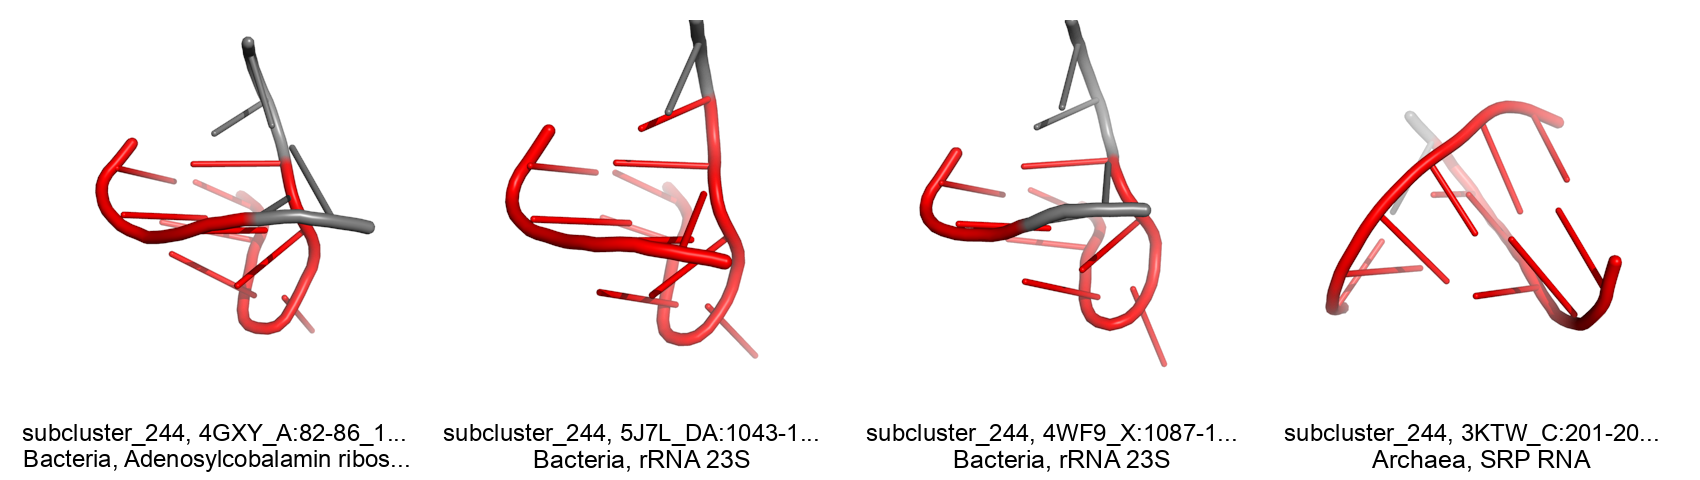 subcluster_244, 4GXY_A:82-86_1...
Bacteria, Adenosylcobalamin ribos...
subcluster_244, 5J7L_DA:1043-1...
Bacteria, rRNA 23S
subcluster_244, 4WF9_X:1087-1...
Bacteria, rRNA 23S
subcluster_244, 3KTW_C:201-20...
Archaea, SRP RNA